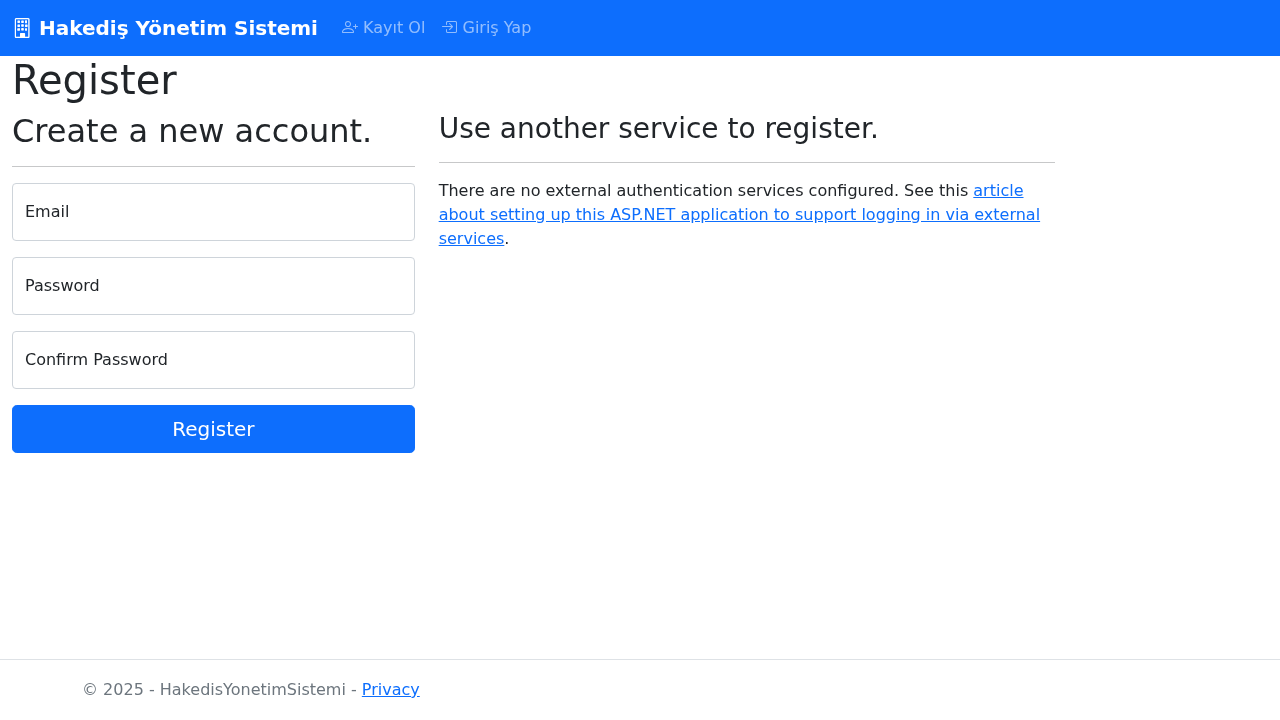 Hakediş Yönetim Sistemi Kayıt Ol Giriş Yap
Register
Create a new account.
Email
Password
Confirm Password
Register
Use another service to register.
There are no external authentication services configured. See this article
about setting up this ASP.NET application to support logging in via external
services.
© 2025 - HakedisYonetimSistemi - Privacy